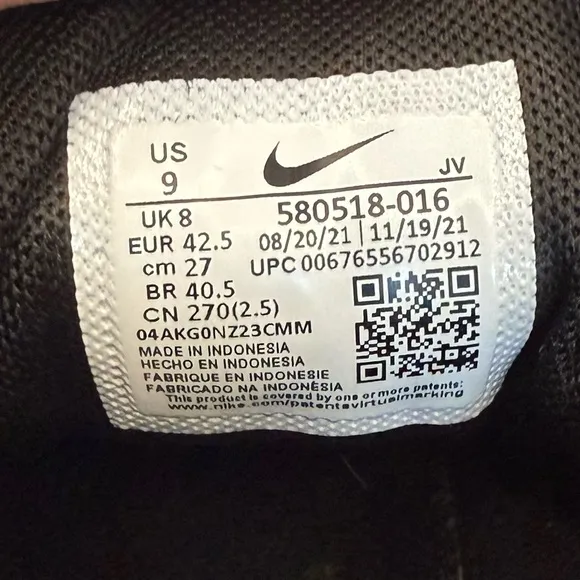 US
9
JV
UK 8
580518-016
EUR 42.5
08/20/21 | 11/19/21
cm 27
UPC 00676556702912
BR 40.5
CN 270(2.5)
04AKG0NZ23CMM
MADE IN INDONESIA
HECHO EN INDONESIA
FABRIQUE EN INDONESIE
FABRICADO NA INDONÈSIA
This product is covered by one or more patents:
www.nike.com/patentsvirtualmarking